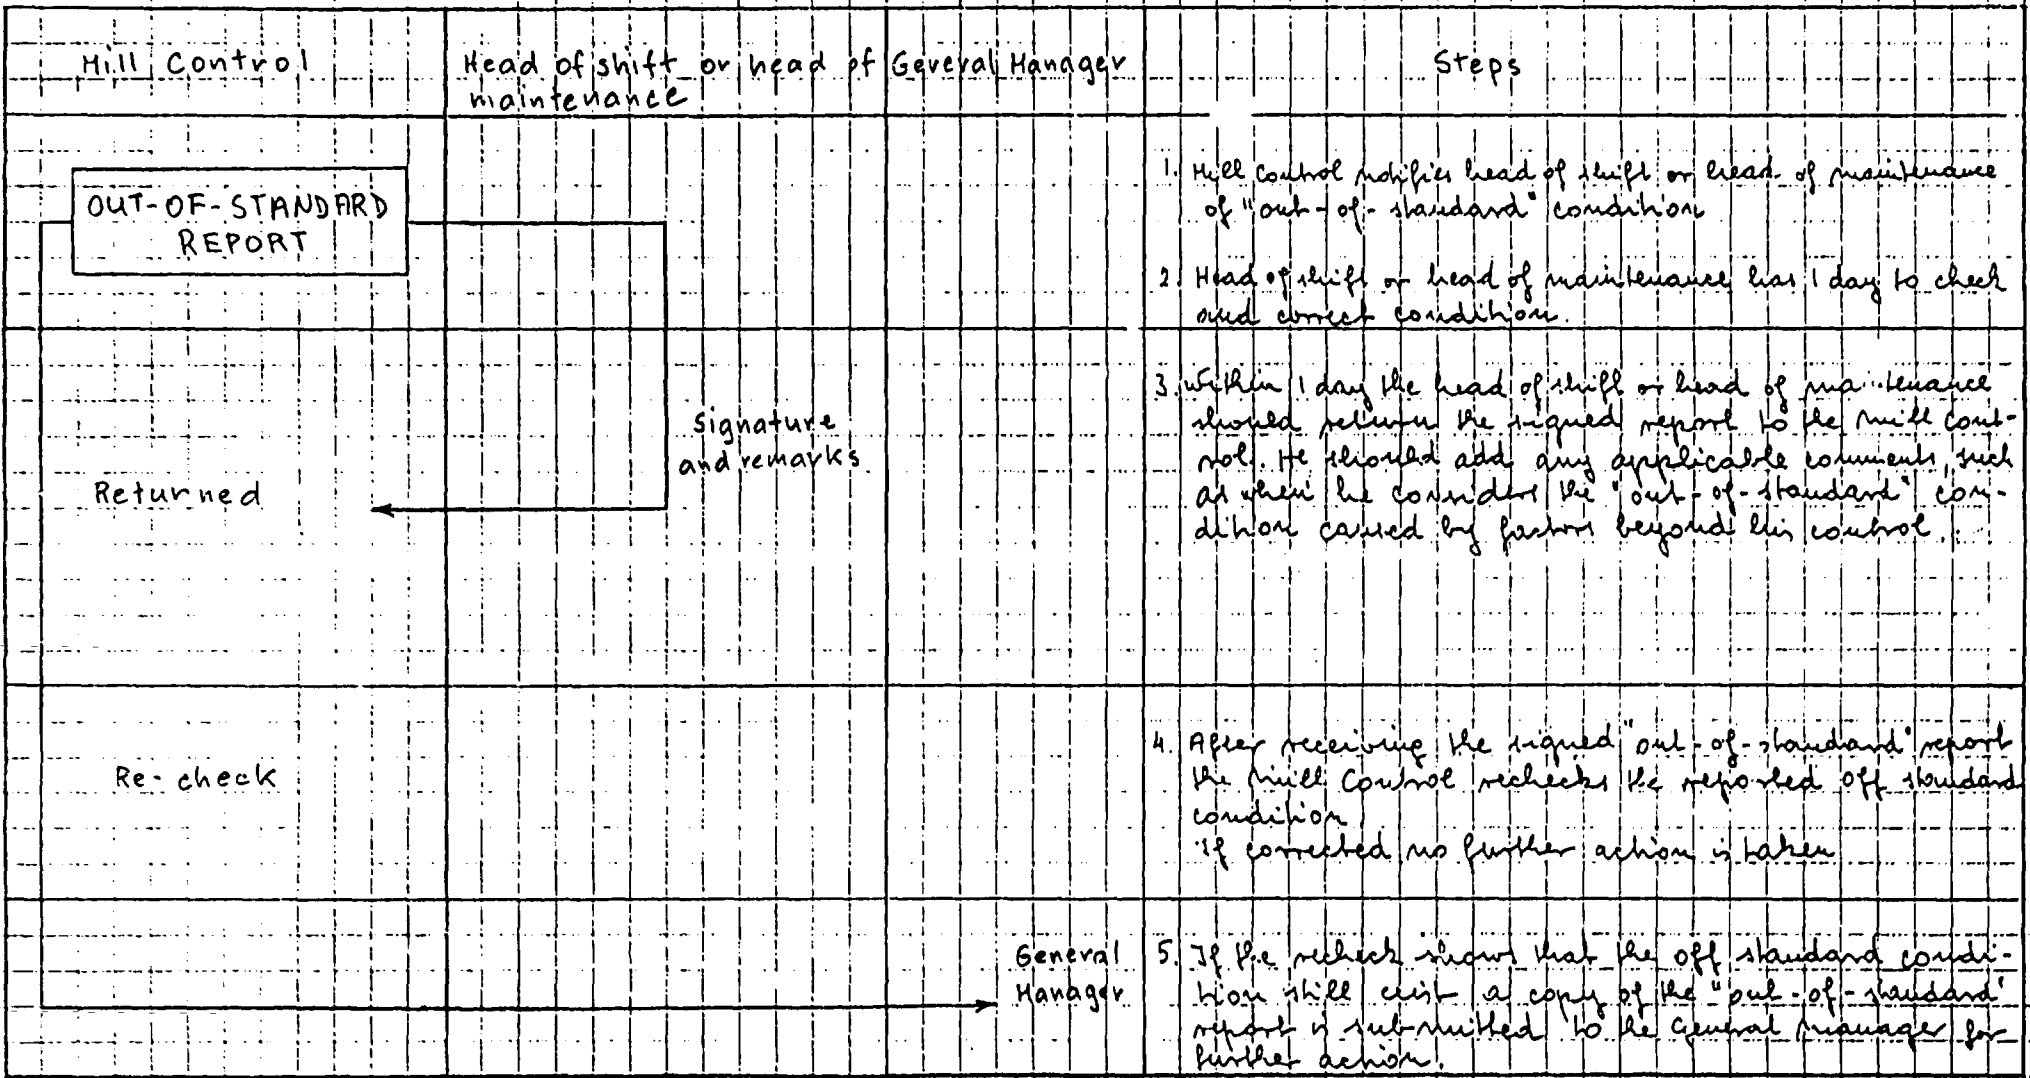 Mill Control
Head of shift or head of
maintenance
General Manager
Steps
OUT-OF-STANDARD
REPORT
1. Mill Control notifies head of shift or head of maintenance
of "out-of-standard" condition
2. Head of shift or head of maintenance has 1 day to check
and correct condition.
Signature
and remarks
Returned
3. Within 1 day the head of shift or head of ma tenance
should return the signed report to the mill cont-
rol. He should add any applicable comments, such
as when he considers the "out-of-standard" con-
dition caused by factors beyond his control.
Re-check
4. After receiving the signed "out-of-standard" report
the Mill Control rechecks the reported off standard
condition
If corrected no further action is taken
General
Manager
5. If the recheck shows that the off standard condi-
tion still exist a copy of the "out-of-standard"
report is submitted to the General manager for
further action.